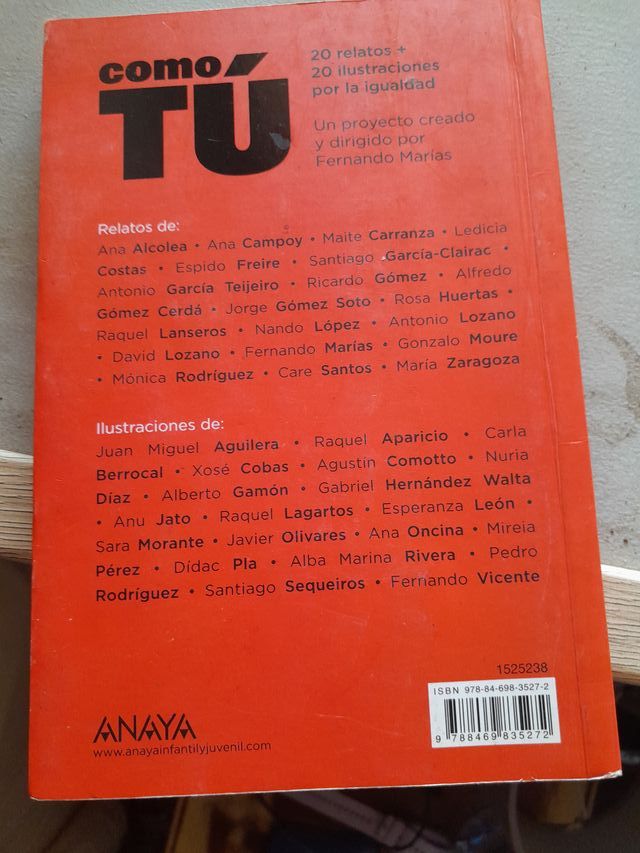 como
TÚ
20 relatos +
20 ilustraciones
por la igualdad
Un proyecto creado
y dirigido por
Fernando Marías
Relatos de:
Ana Alcolea • Ana Campoy • Maite Carranza • Ledicia
Costas • Espido Freire • Santiago García-Clairac •
Antonio García Teijeiro • Ricardo Gómez • Alfredo
Gómez Cerdá • Jorge Gómez Soto • Rosa Huertas •
Raquel Lanseros • Nando López • Antonio Lozano
• David Lozano • Fernando Marías • Gonzalo Moure
• Mónica Rodríguez • Care Santos • María Zaragoza
Ilustraciones de:
Juan Miguel Aguilera • Raquel Aparicio • Carla
Berrocal • Xosé Cobas • Agustín Comotto • Nuria
Díaz • Alberto Gamón • Gabriel Hernández Walta
• Anu Jato • Raquel Lagartos • Esperanza León •
Sara Morante • Javier Olivares • Ana Oncina • Mireia
Pérez • Dídac Pla • Alba Marina Rivera • Pedro
Rodríguez • Santiago Sequeiros • Fernando Vicente
1525238
ISBN 978-84-698-3527-2
9 788469 835272
ANAYA
www.anayainfantilyjuvenil.com